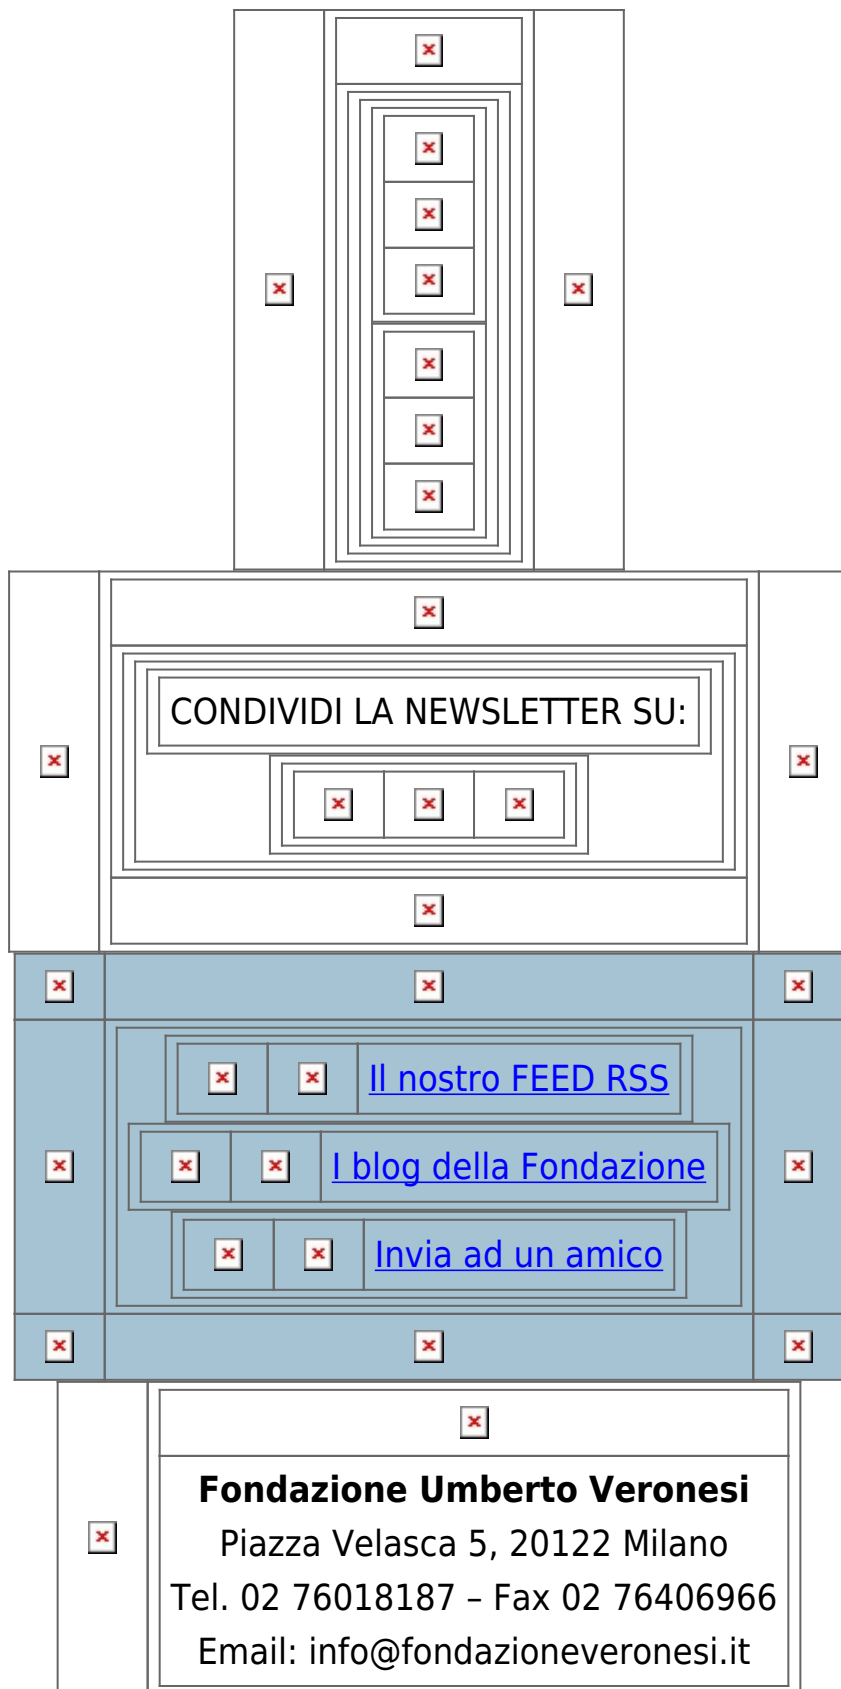 CONDIVIDI LA NEWSLETTER SU:
Il nostro FEED RSS
I blog della Fondazione
Invia ad un amico
Fondazione Umberto Veronesi
Piazza Velasca 5, 20122 Milano
Tel. 02 76018187 – Fax 02 76406966
Email: info@fondazioneveronesi.it